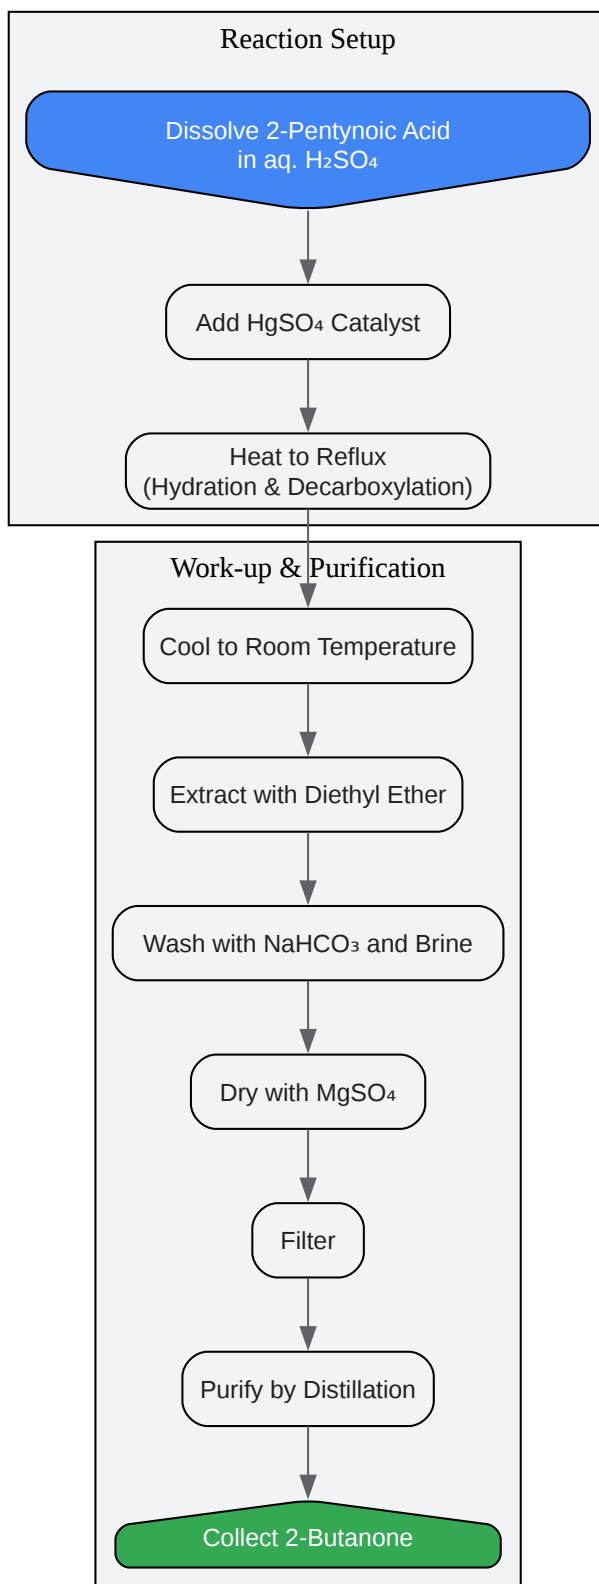 Reaction Setup
Dissolve 2-Pentynoic Acid
in aq. H₂SO₄
Add HgSO₄ Catalyst
Heat to Reflux
(Hydration & Decarboxylation)
Work-up & Purification
Cool to Room Temperature
Extract with Diethyl Ether
Wash with NaHCO₃ and Brine
Dry with MgSO₄
Filter
Purify by Distillation
Collect 2-Butanone